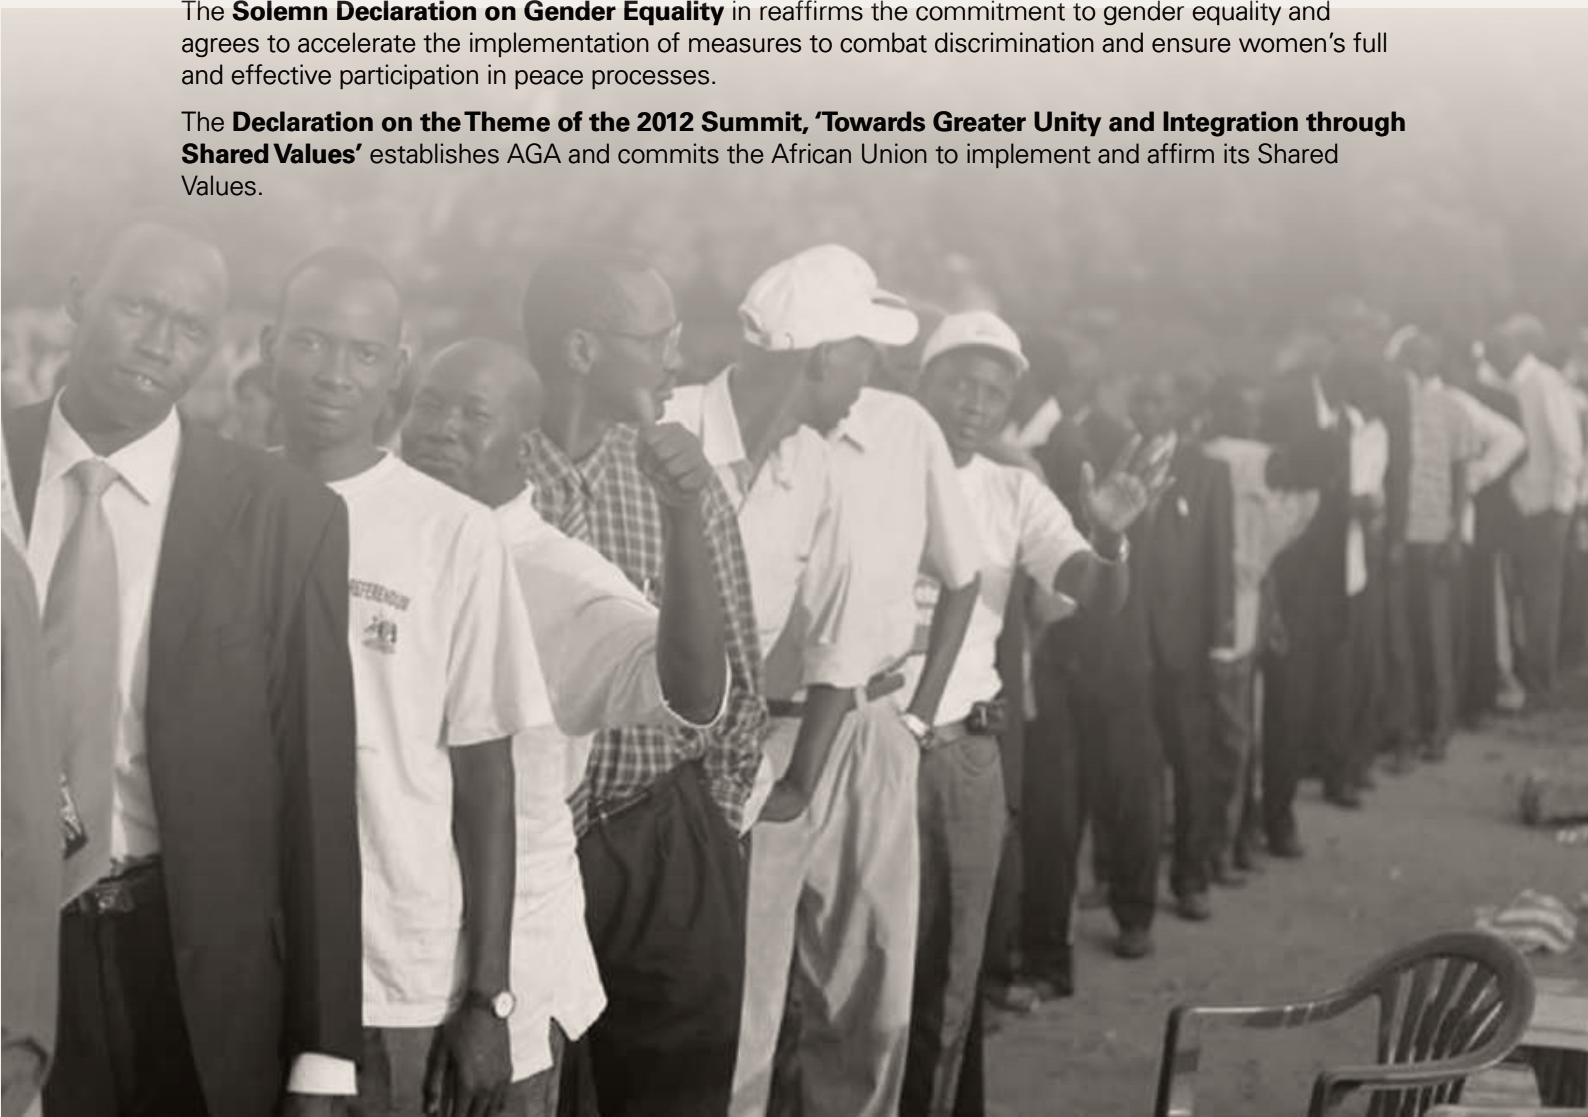 The Solemn Declaration on Gender Equality in reaffirms the commitment to gender equality and
agrees to accelerate the implementation of measures to combat discrimination and ensure women’s full
and effective participation in peace processes.
The Declaration on the Theme of the 2012 Summit, ‘Towards Greater Unity and Integration through
Shared Values’ establishes AGA and commits the African Union to implement and affirm its Shared
Values.
REFERENDUM